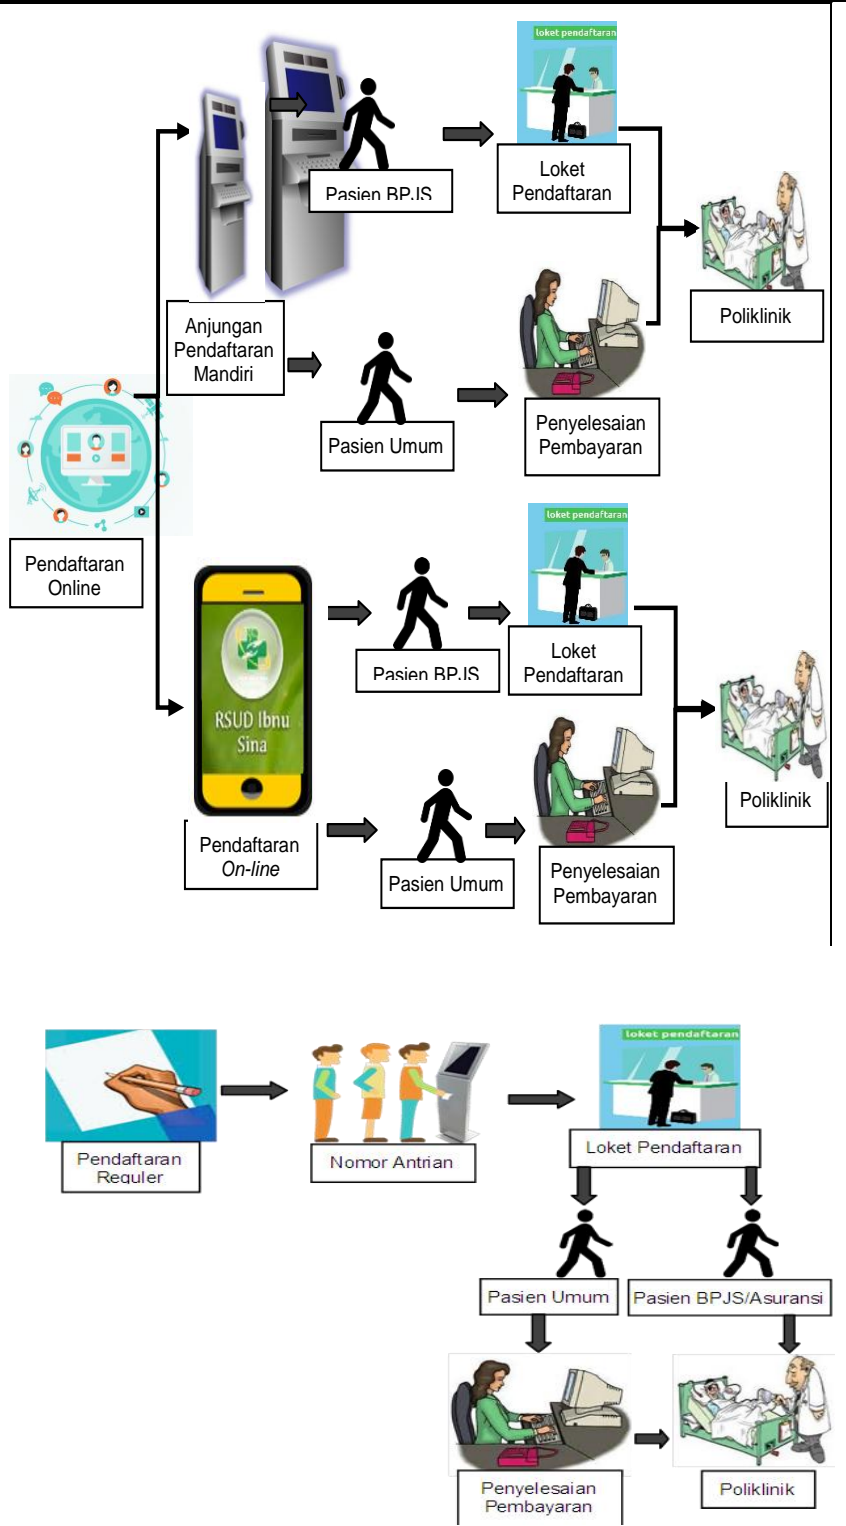 loket pendaftaran
Pasien BPJS
Loket
Pendaftaran
Anjungan
Pendaftaran
Mandiri
Poliklinik
Pasien Umum
Penyelesaian
Pembayaran
Pendaftaran
Online
loket pendaftaran
RSUD Ibnu
Sina
Pasien BPJS
Loket
Pendaftaran
Poliklinik
Pendaftaran
On-line
Pasien Umum
Penyelesaian
Pembayaran
loket pendaftaran
Pendaftaran
Reguler
Nomor Antrian
Loket Pendaftaran
Pasien Umum
Pasien BPJS/Asuransi
Penyelesaian
Pembayaran
Poliklinik